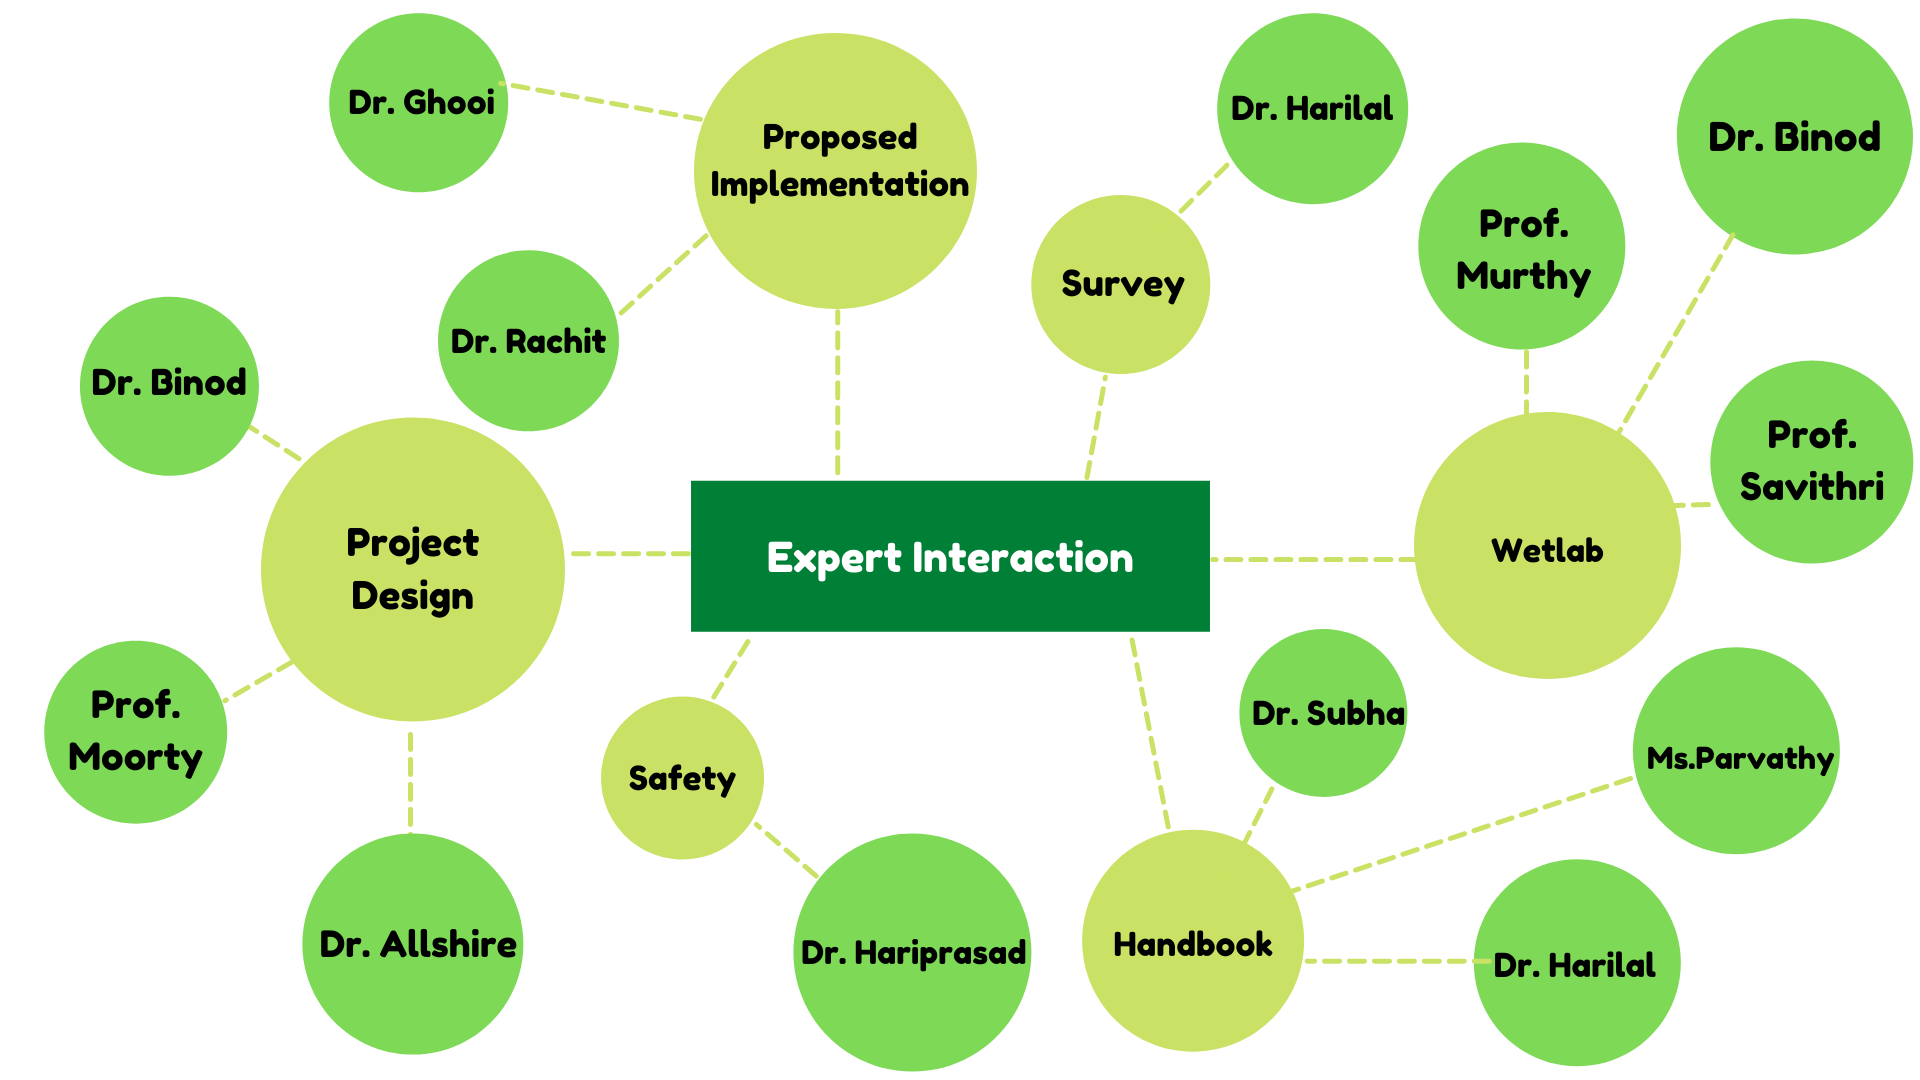 Dr. Ghooi
Proposed
Implementation
Dr. Harilal
Dr. Binod
Prof.
Murthy
Survey
Dr. Rachit
Dr. Binod
Prof.
Savithri
Project
Design
Expert Interaction
Wetlab
Prof.
Moorty
Safety
Dr. Subha
Ms.Parvathy
Dr. Allshire
Dr. Hariprasad
Handbook
Dr. Harilal